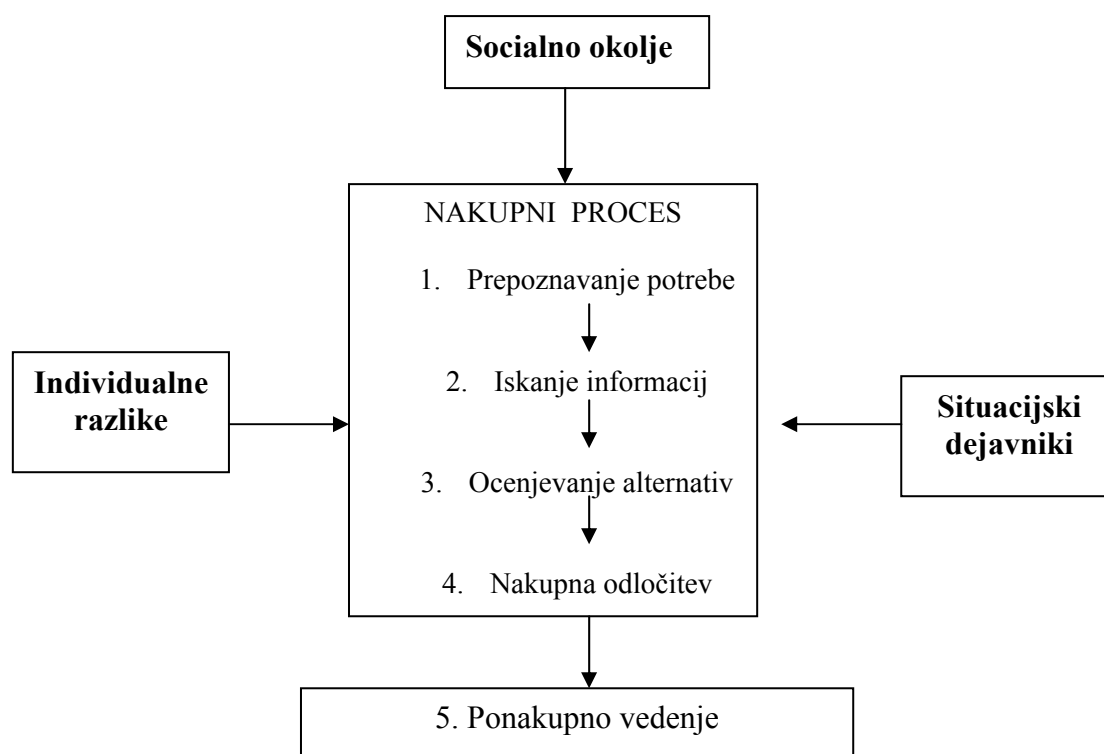 Socialno okolje
NAKUPNI PROCES
1. Prepoznavanje potrebe
2. Iskanje informacij
3. Ocenjevanje alternativ
4. Nakupna odločitev
Individualne
razlike
Situacijski
dejavniki
5. Ponakupno vedenje